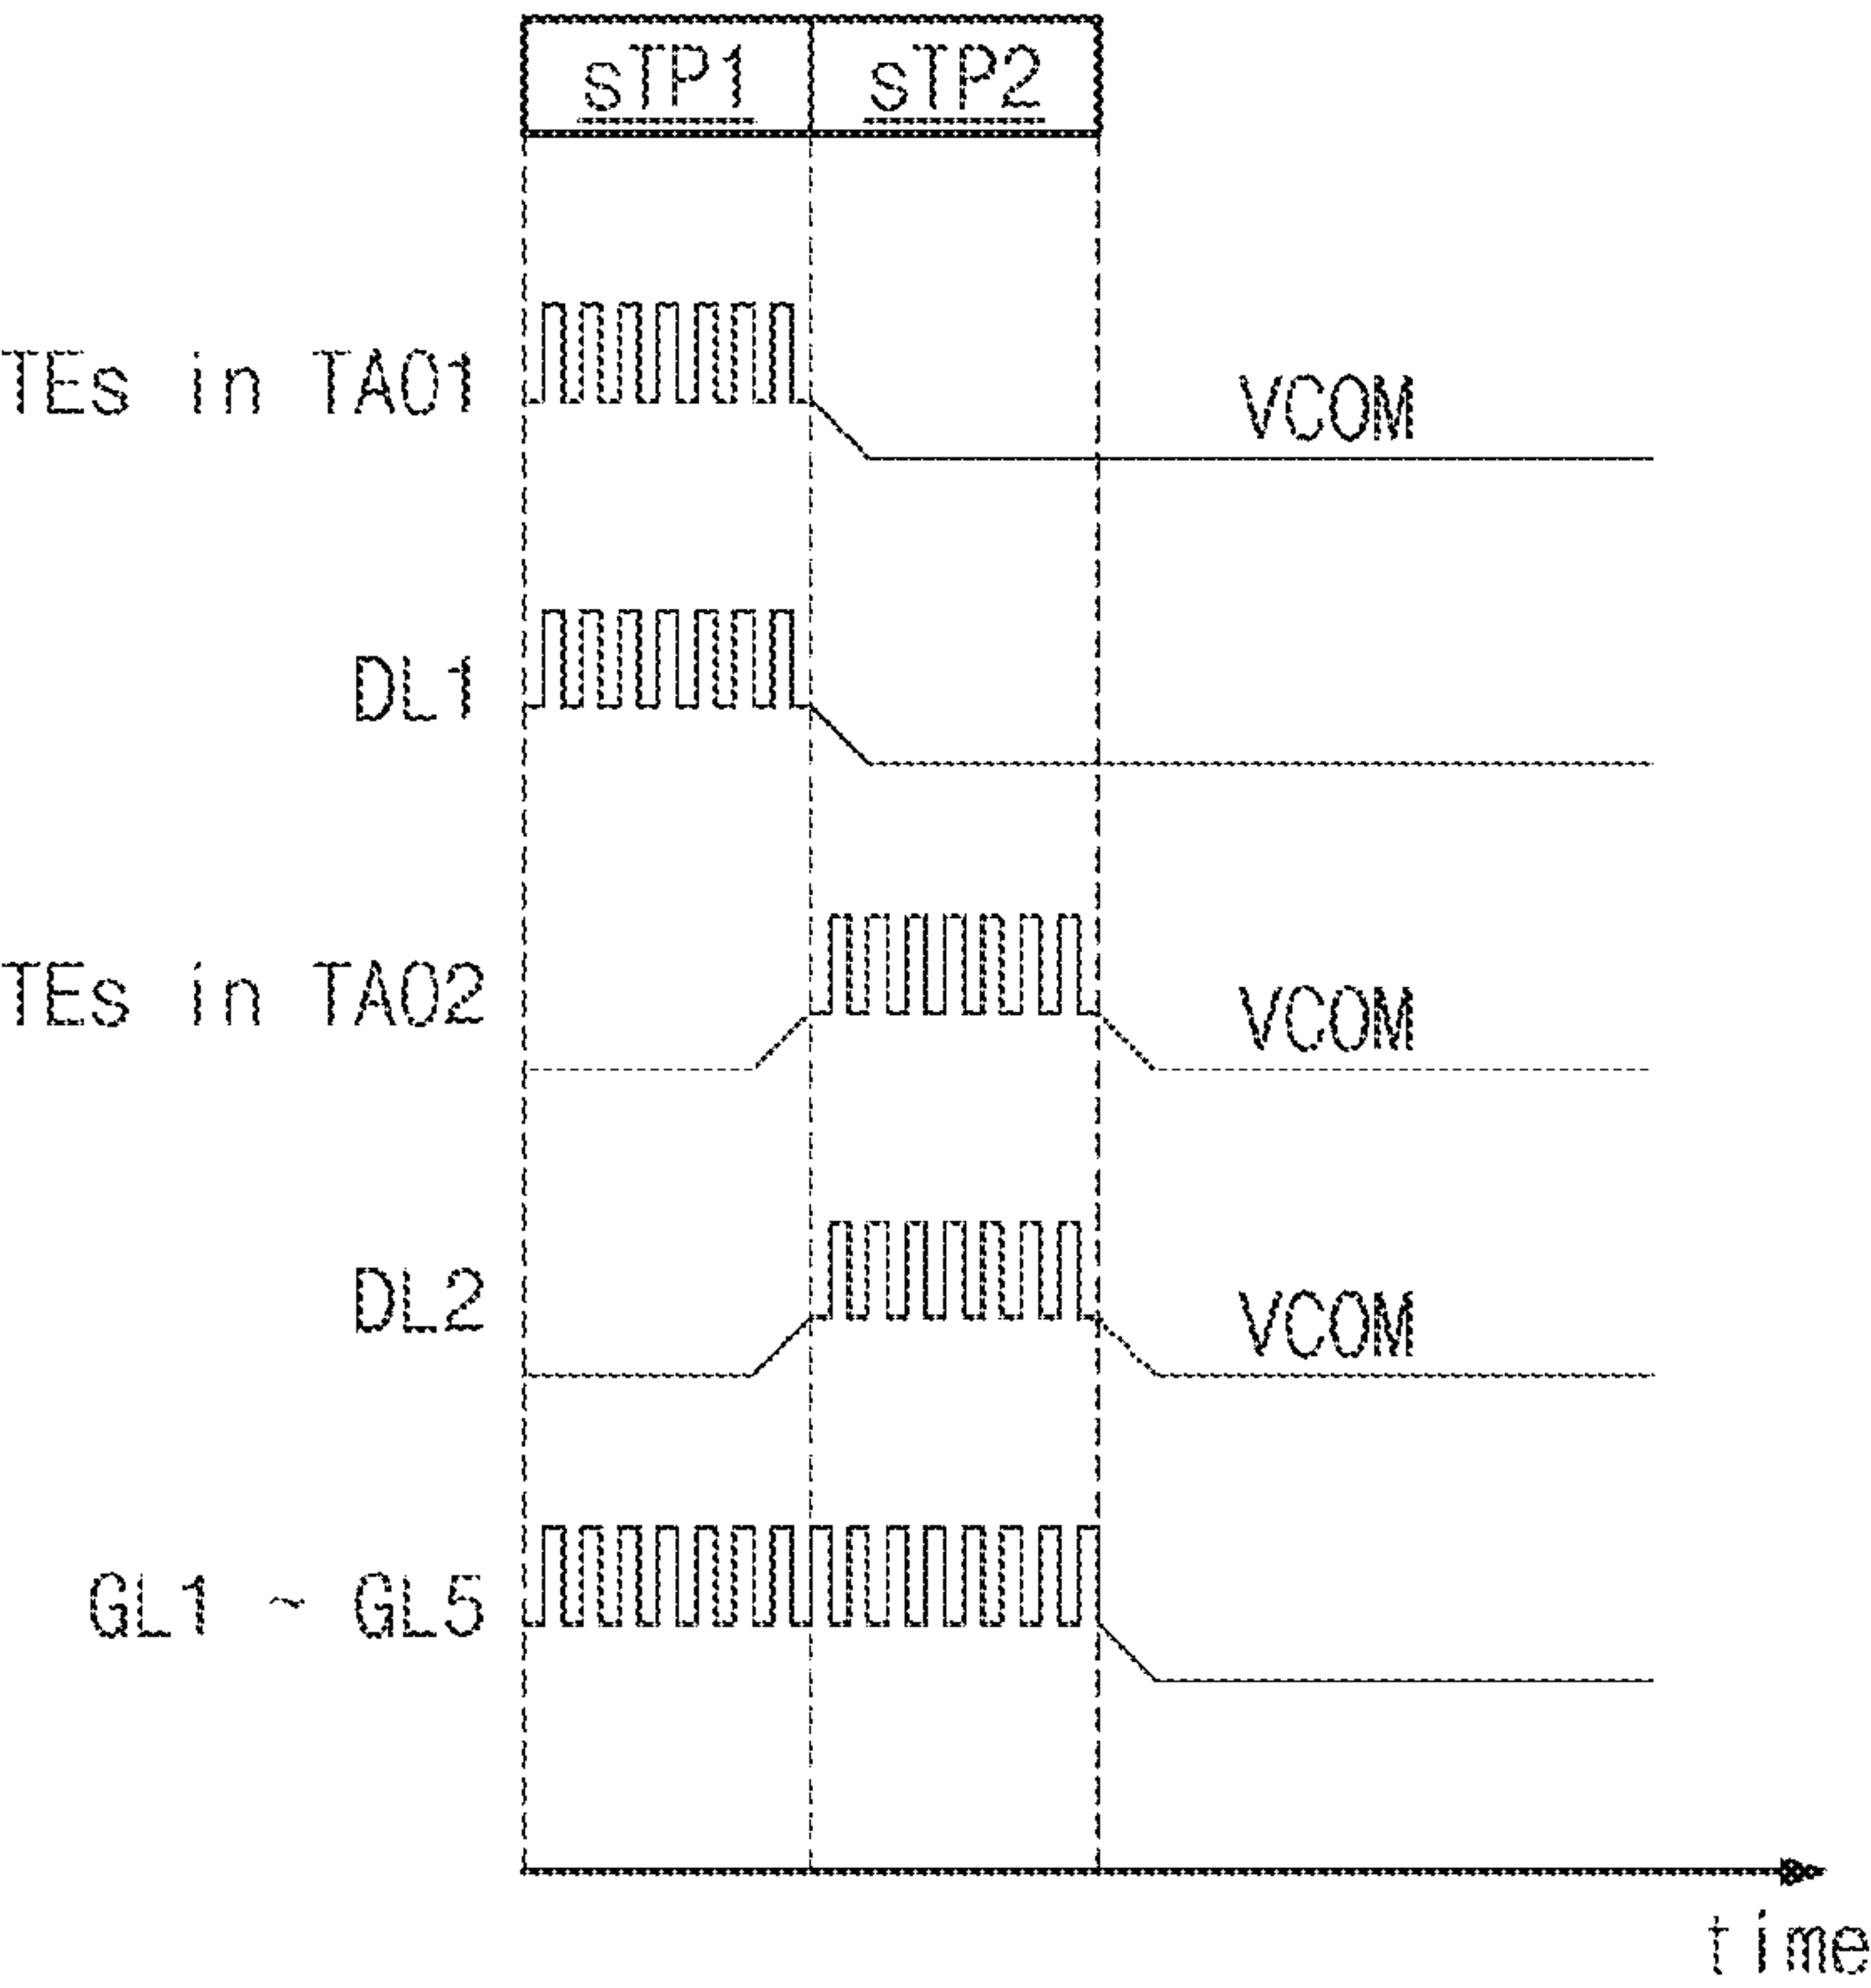 sTP1 sTP2
TEs in TA01
VCOM
DL1
TEs in TA02
VCOM
DL2
VCOM
GL1 ~ GL5
time